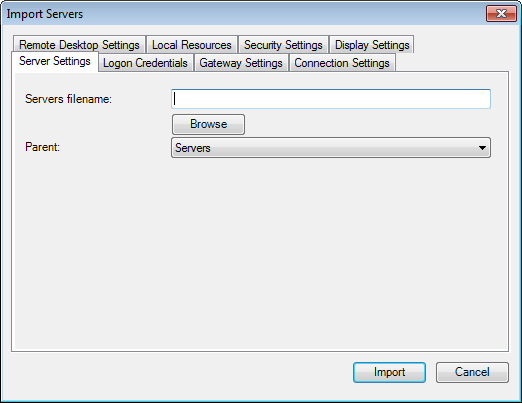 Import Servers
Remote Desktop Settings Local Resources Security Settings Display Settings
Server Settings Logon Credentials Gateway Settings Connection Settings
Servers filename:
Browse
Parent: Servers
Import Cancel